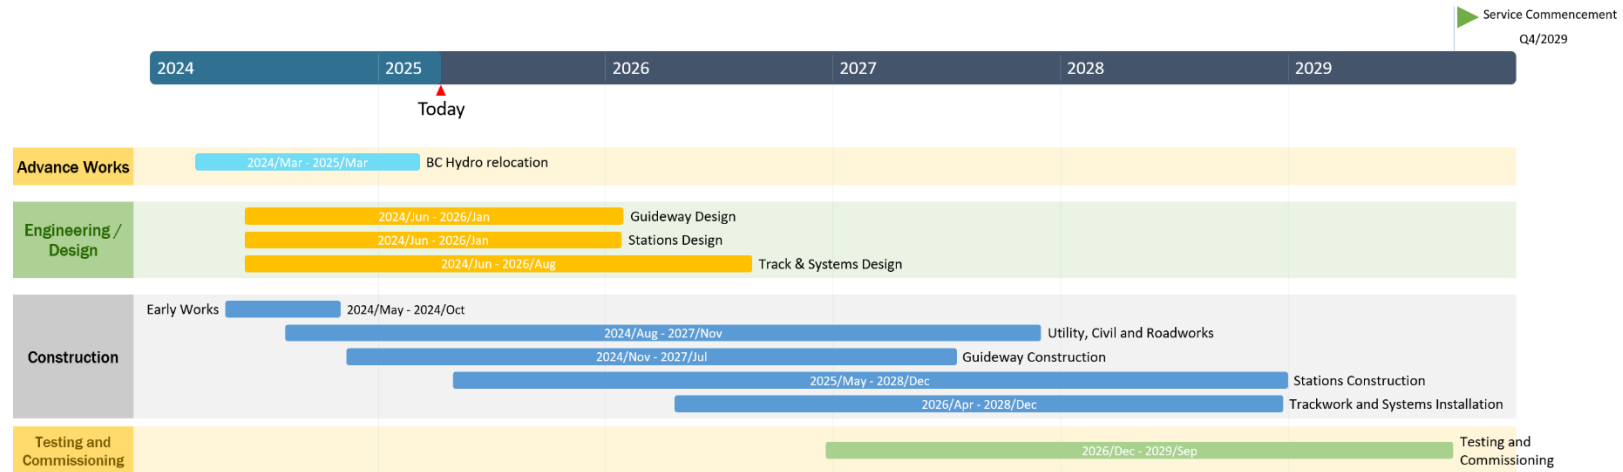 Service Commencement
Q4/2029
2024 2025 2026 2027 2028 2029
Today
Advance Works
2024/Mar - 2025/Mar BC Hydro relocation
Engineering /
Design
2024/Jun - 2026/Jan Guideway Design
2024/Jun - 2026/Jan Stations Design
2024/Jun - 2026/Aug Track & Systems Design
Construction
Early Works 2024/May - 2024/Oct
2024/Aug - 2027/Nov Utility, Civil and Roadworks
2024/Nov - 2027/Jul Guideway Construction
2025/May - 2028/Dec Stations Construction
2026/Apr - 2028/Dec Trackwork and Systems Installation
Testing and
Commissioning
2026/Dec - 2029/Sep
Testing and
Commissioning